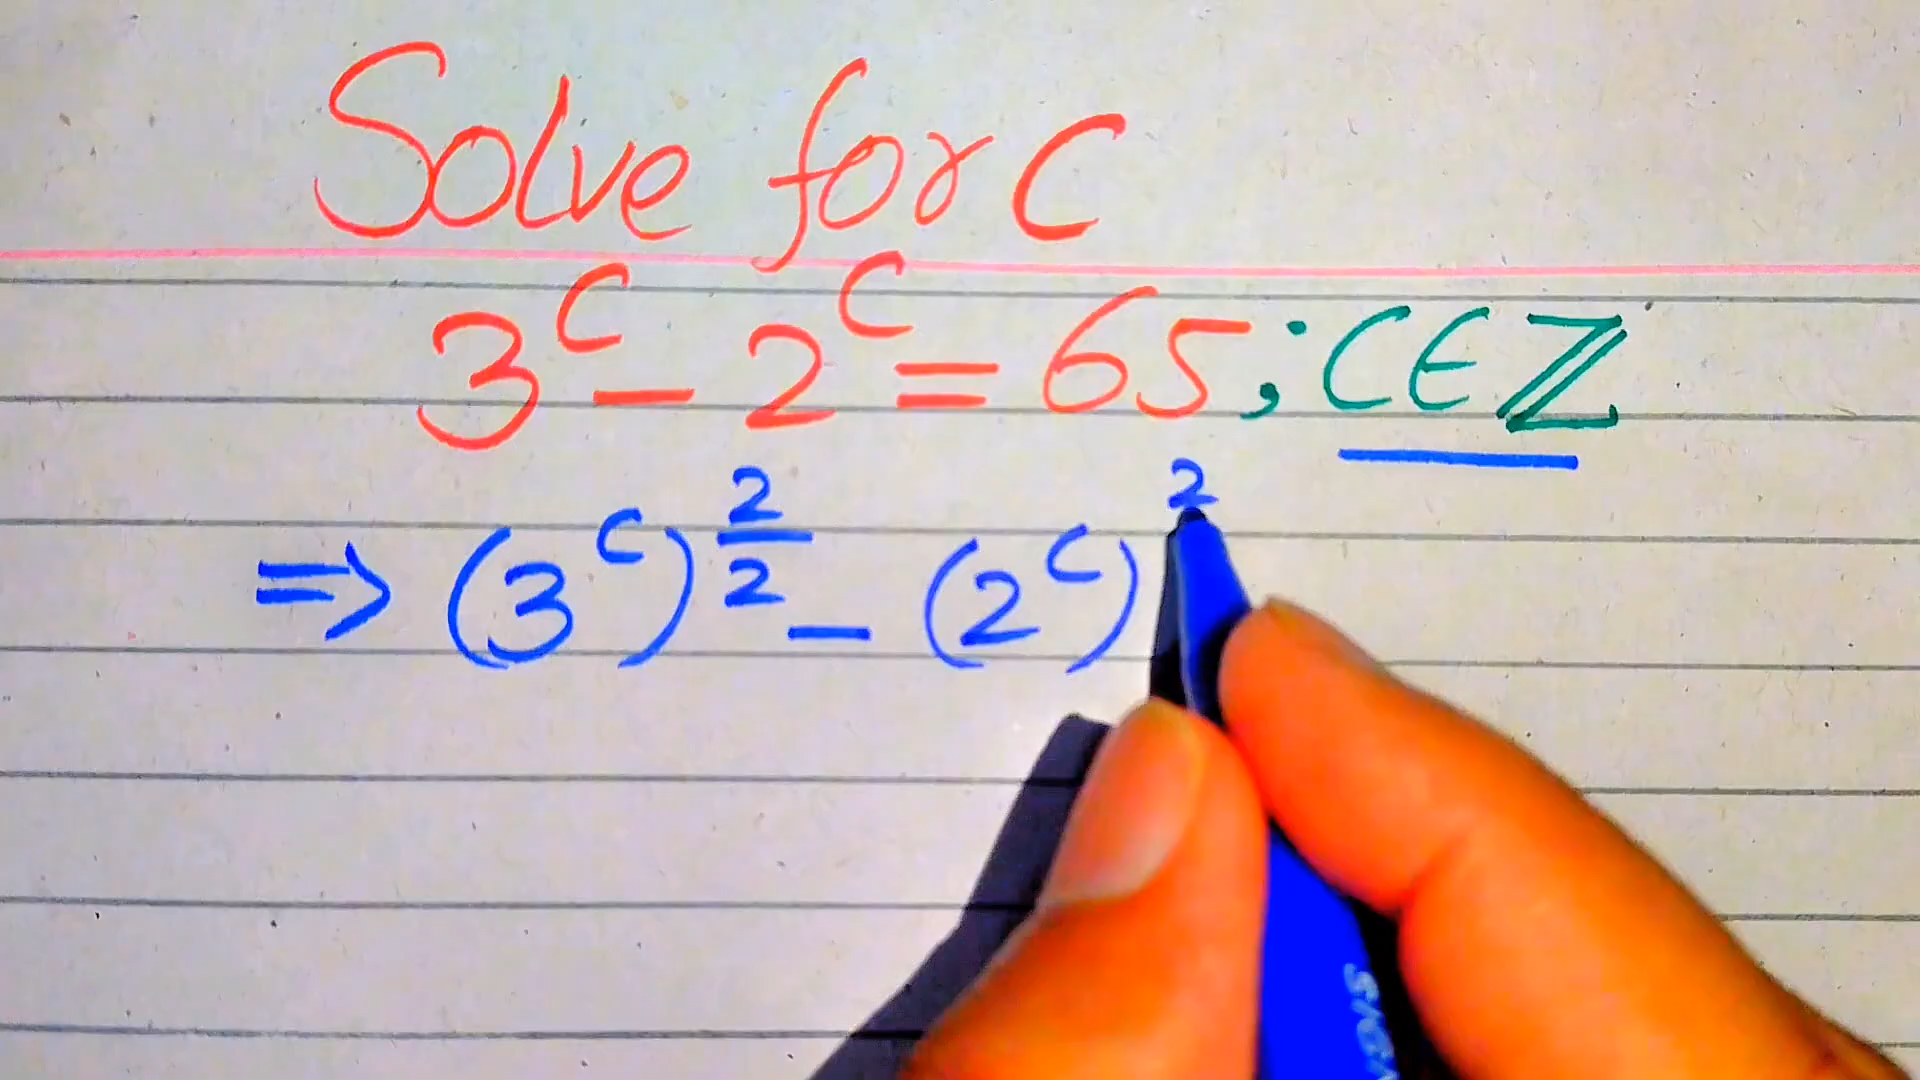 Solve for C
3^C - 2^C = 65 ; C ∈ ℤ
⇒ (3^C)^(2/2) - (2^C)^2